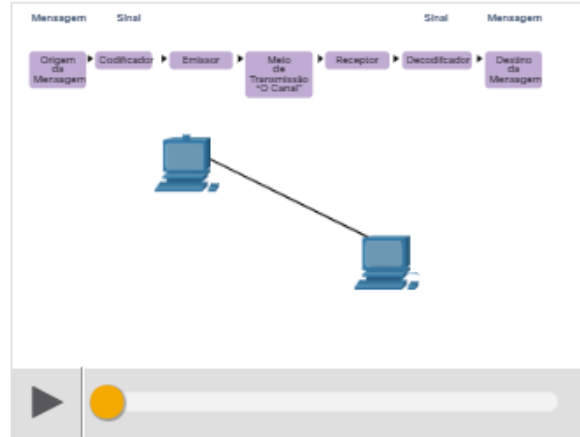 Mensagem Sinal Sinal Mensagem
Origem da Mensagem
Codificador
Emissor
Meio de Transmissão "O Canal"
Receptor
Decodificador
Destino da Mensagem